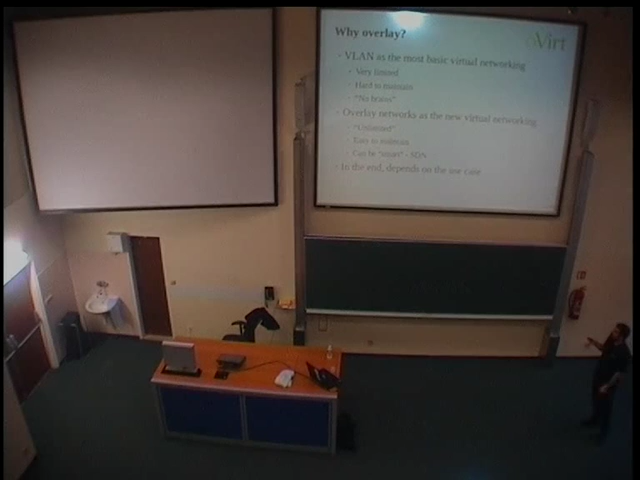 Why overlay?
oVirt
- VLAN as the most basic virtual networking
- Very limited
- Hard to maintain
- "No brains"
- Overlay networks as the new virtual networking
- "Unlimited"
- Easy to maintain
- Can be "smart" - SDN
- In the end, depends on the use case